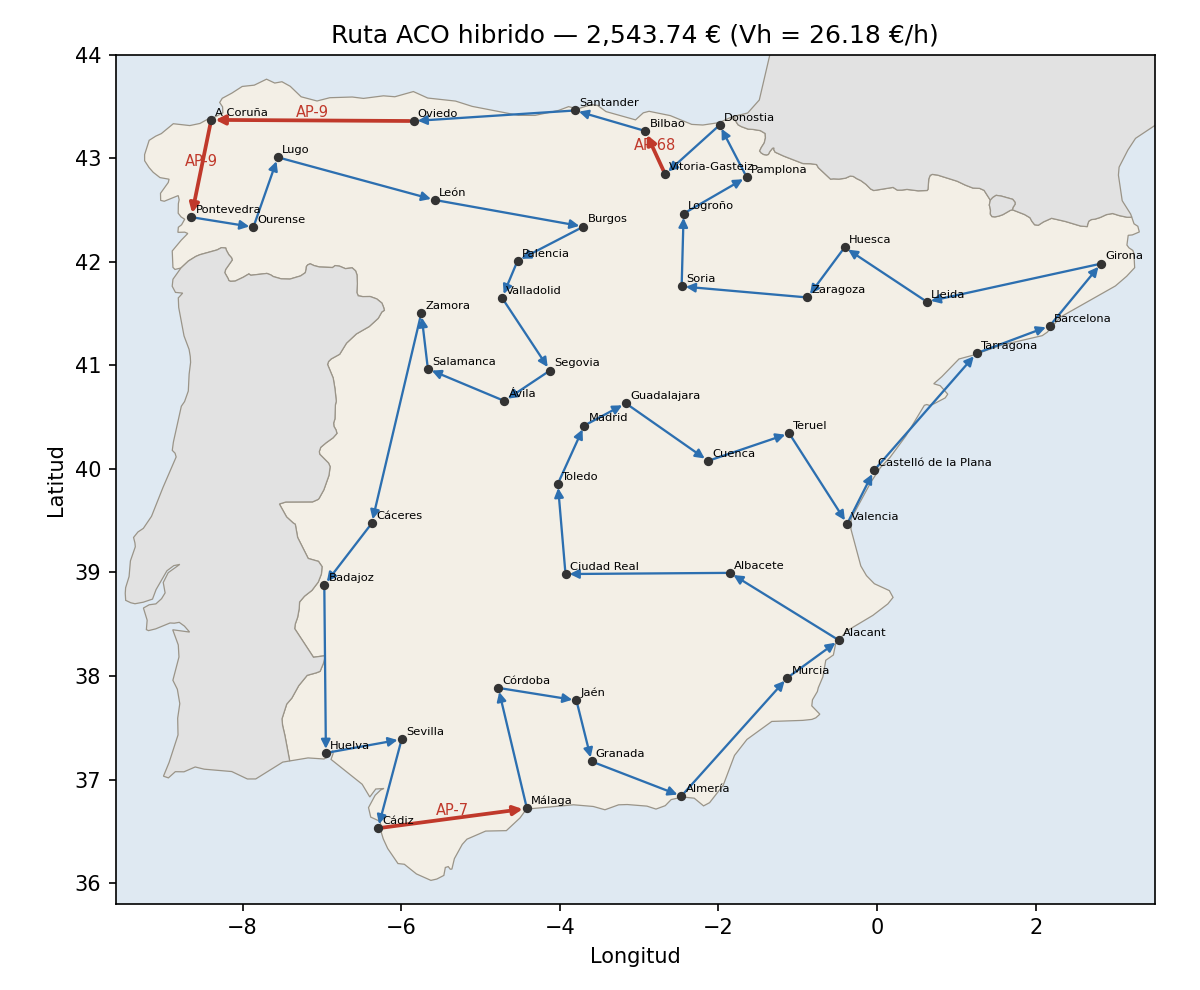 Ruta ACO hibrido — 2,543.74 € (Vh = 26.18 €/h)
44
43
42
41
40
39
38
37
36
Latitud
A Coruña
AP-9
Oviedo
Santander
Bilbao
Donostia
AP-68
AP-9
Lugo
Vitoria-Gasteiz
Pamplona
León
Pontevedra
Ourense
Burgos
Logroño
Huesca
Girona
Palencia
Valladolid
Soria
Zaragoza
Lleida
Zamora
Barcelona
Tarragona
Salamanca
Segovia
Ávila
Guadalajara
Madrid
Teruel
Cuenca
Castelló de la Plana
Toledo
Valencia
Cáceres
Ciudad Real
Albacete
Badajoz
Alacant
Murcia
Córdoba
Jaén
Huelva
Sevilla
Granada
Almería
Málaga
AP-7
Cádiz
−8
−6
−4
−2
0
2
Longitud